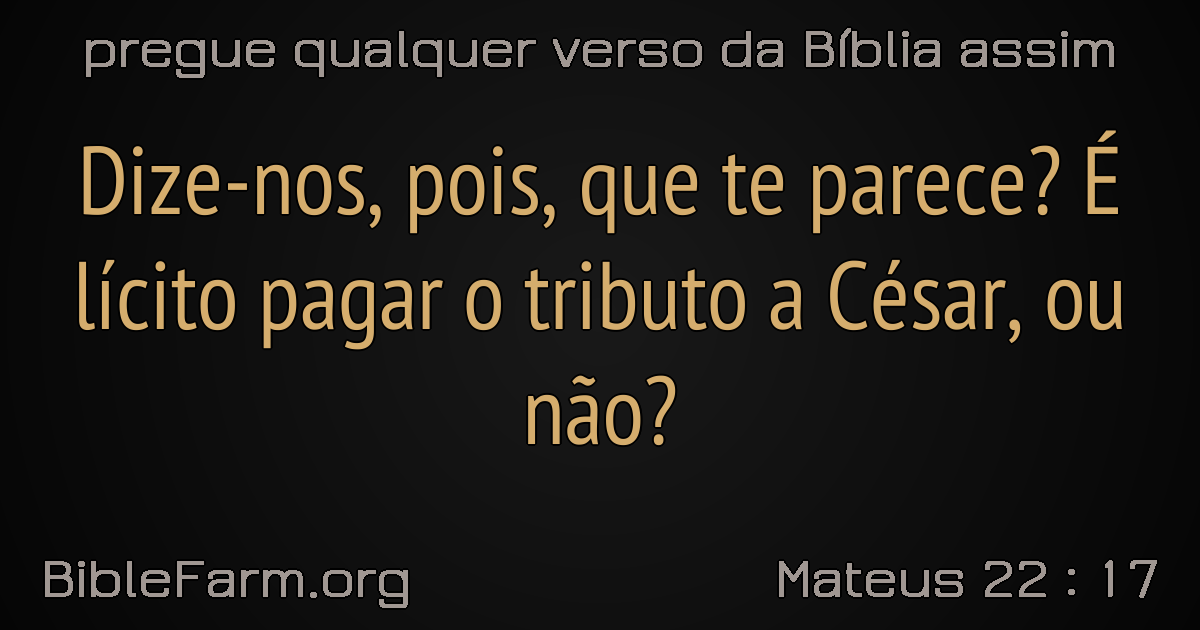 pregue qualquer verso da Bíblia assim
Dize-nos, pois, que te parece? É
lícito pagar o tributo a César, ou
não?
BibleFarm.org
Mateus 22 : 17